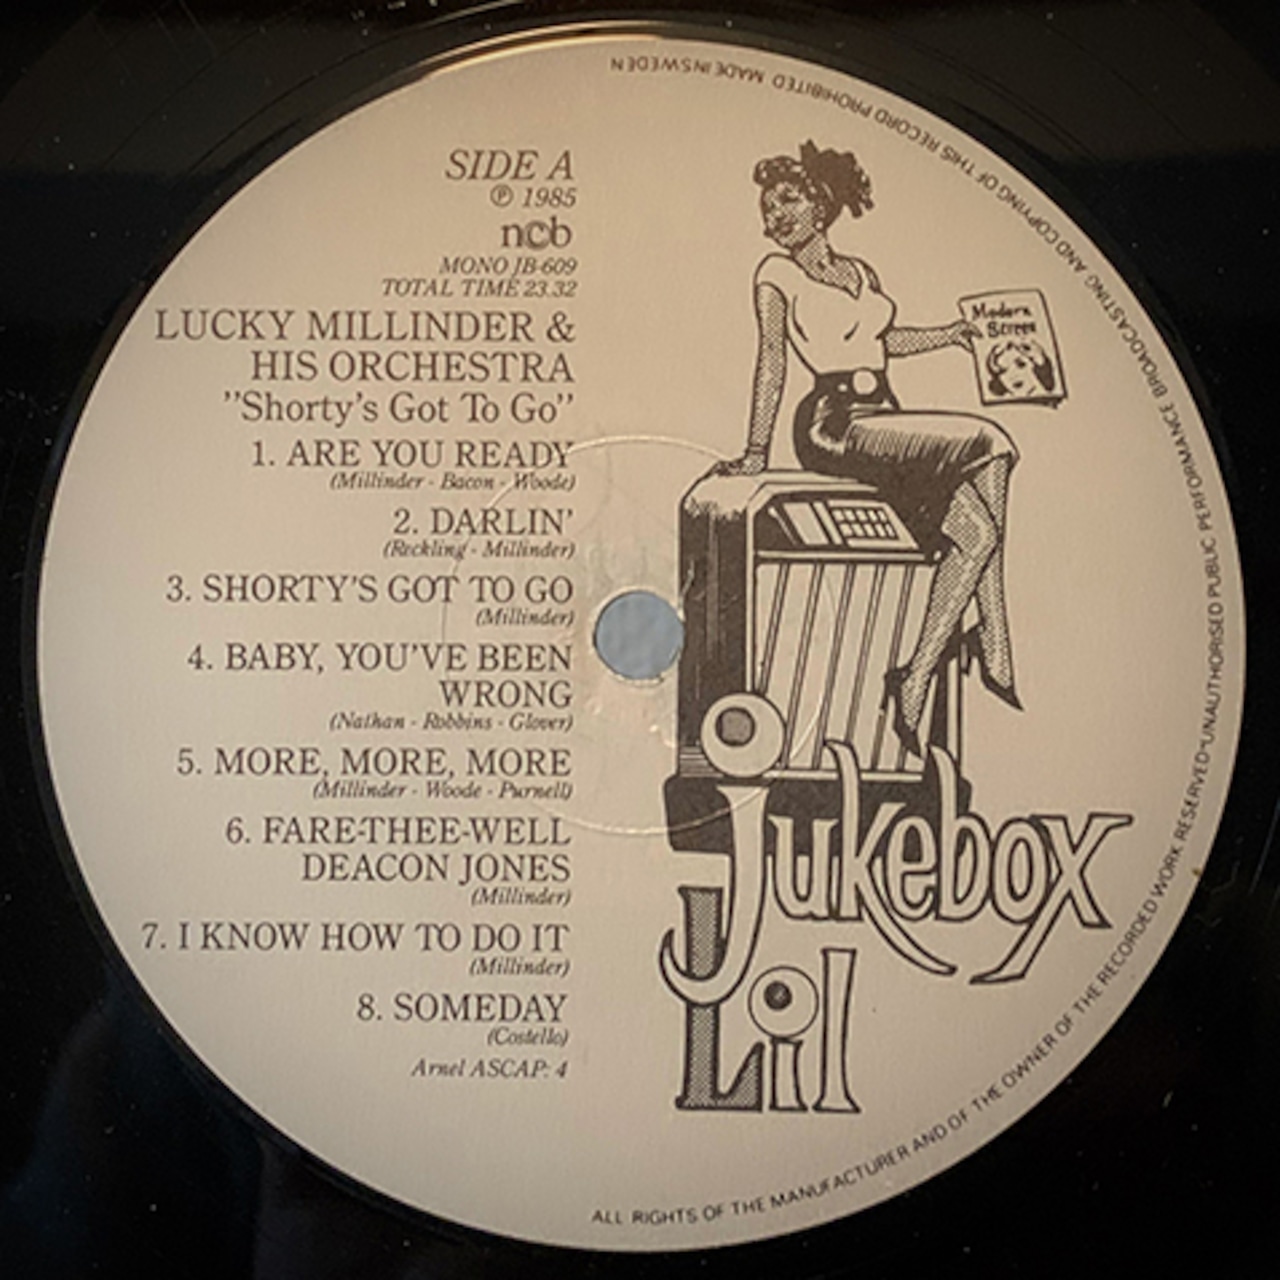 SIDE A
℗ 1985
ncb
MONO JB-609
TOTAL TIME 23.32
LUCKY MILLINDER &
HIS ORCHESTRA
"Shorty's Got To Go"
1. ARE YOU READY
(Millinder - Bacon - Woode)
2. DARLIN'
(Reckling - Millinder)
3. SHORTY'S GOT TO GO
(Millinder)
4. BABY, YOU'VE BEEN
WRONG
(Nathan - Robbins - Glover)
5. MORE, MORE, MORE
(Millinder - Woode - Purnell)
6. FARE-THEE-WELL
DEACON JONES
(Millinder)
7. I KNOW HOW TO DO IT
(Millinder)
8. SOMEDAY
(Costello)
Arnel ASCAP: 4
Modern
Screen
Jukebox
Lil
ALL RIGHTS OF THE MANUFACTURER AND OF THE OWNER OF THE RECORDED WORK RESERVED-UNAUTHORISED PUBLIC PERFORMANCE BROADCASTING AND COPYING OF THIS RECORD PROHIBITED MADE IN SWEDEN